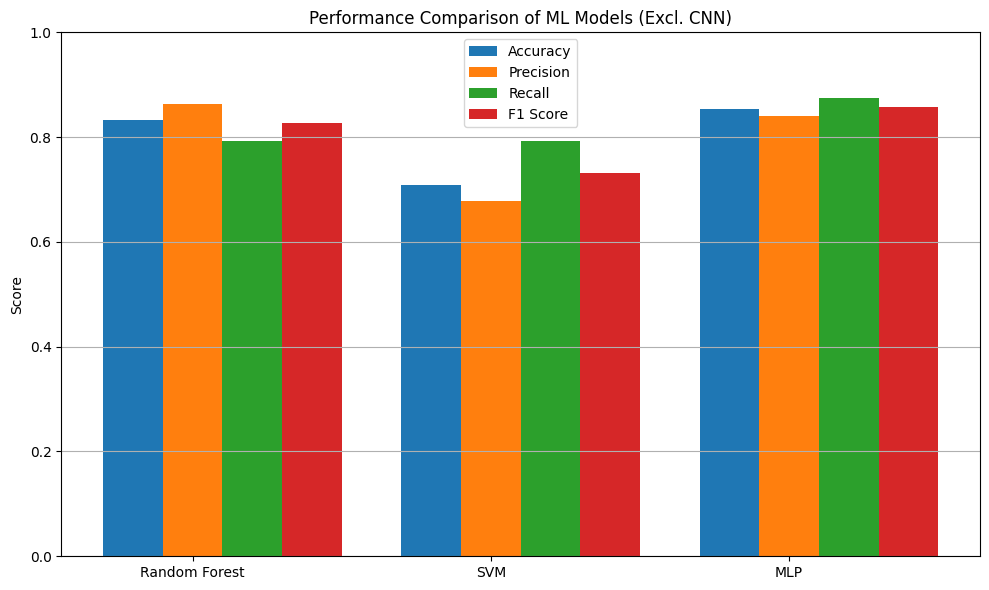 Performance Comparison of ML Models (Excl. CNN)
1.0
0.8
0.6
0.4
0.2
0.0
Score
Accuracy
Precision
Recall
F1 Score
Random Forest
SVM
MLP